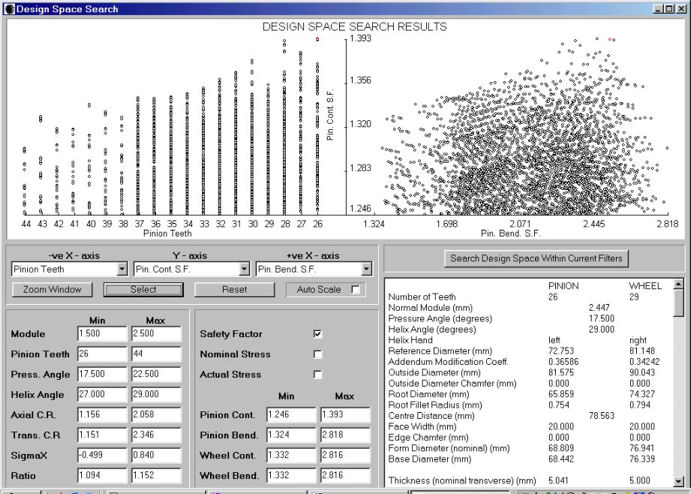 Design Space Search
DESIGN SPACE SEARCH RESULTS
1.393
1.356
1.320
1.283
1.246
Pin. Cont. S.F.
44 43 42 41 40 39 38 37 36 35 34 33 32 31 30 29 28 27 26
Pinion Teeth
1.324 1.698 2.071 2.445 2.818
Pin. Bend. S.F.
-ve X - axis Y - axis +ve X - axis
Pinion Teeth Pin. Cont. S.F. Pin. Bend. S.F.
Zoom Window Select Reset Auto Scale
Search Design Space Within Current Filters
Min Max
Module 1.500 2.500
Pinion Teeth 26 44
Press. Angle 17.500 22.500
Helix Angle 27.000 29.000
Axial C.R. 1.156 2.058
Trans. C.R 1.151 2.346
SigmaX -0.499 0.840
Ratio 1.094 1.152
Safety Factor
Nominal Stress
Actual Stress
Min Max
Pinion Cont. 1.246 1.393
Pinion Bend. 1.324 2.818
Wheel Cont. 1.332 2.816
Wheel Bend. 1.332 2.816
PINION WHEEL
Number of Teeth 26 29
Normal Module (mm) 2.447
Pressure Angle (degrees) 17.500
Helix Angle (degrees) 29.000
Helix Hand left right
Reference Diameter (mm) 72.753 81.148
Addendum Modification Coeff. 0.36586 0.34242
Outside Diameter (mm) 81.575 90.043
Outside Diameter Chamfer (mm) 0.000 0.000
Root Diameter (mm) 65.859 74.327
Root Fillet Radius (mm) 0.754 0.794
Centre Distance (mm) 78.563
Face Width (mm) 20.000 20.000
Edge Chamfer (mm) 0.000 0.000
Form Diameter (nominal) (mm) 68.809 76.941
Base Diameter (mm) 68.442 76.339
Thickness (nominal transverse) (mm) 5.041 5.000